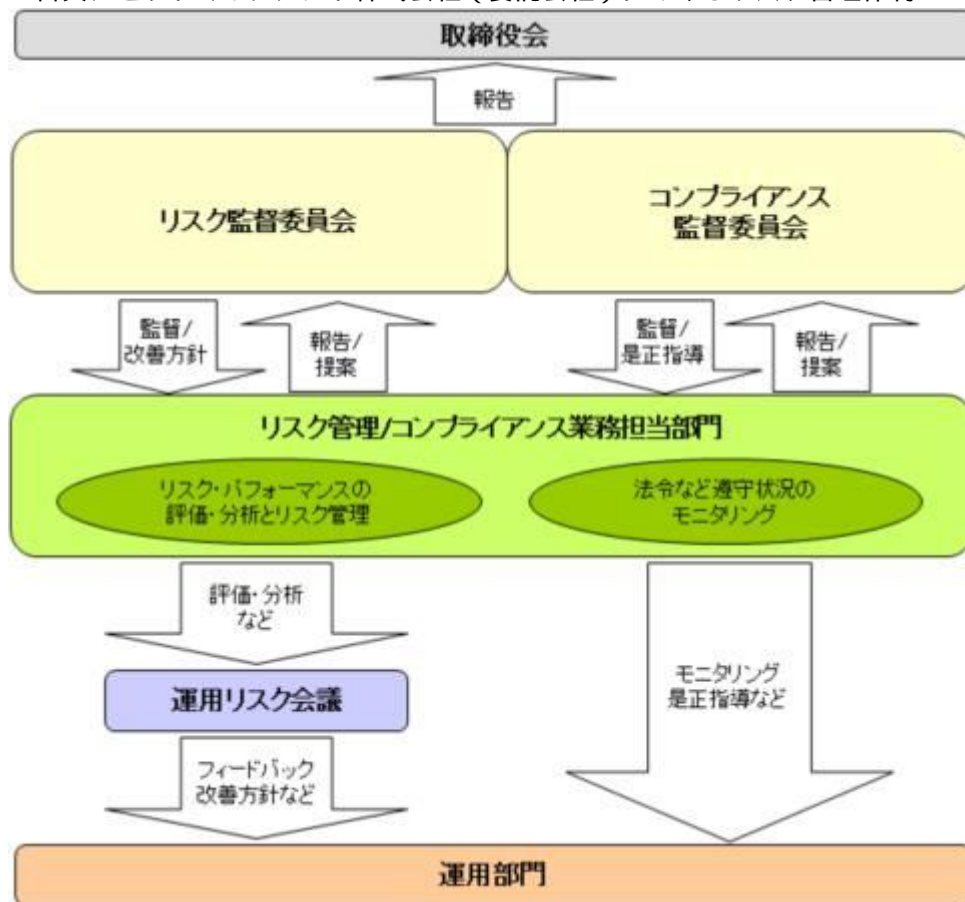 取締役会
報告
リスク監督委員会
コンプライアンス
監督委員会
監督/
改善方針
報告/
提案
監督/
是正指導
報告/
提案
リスク管理/コンプライアンス業務担当部門
リスク・パフォーマンスの
評価・分析とリスク管理
法令など遵守状況の
モニタリング
評価・分析
など
運用リスク会議
モニタリング
是正指導など
フィードバック
改善方針など
運用部門